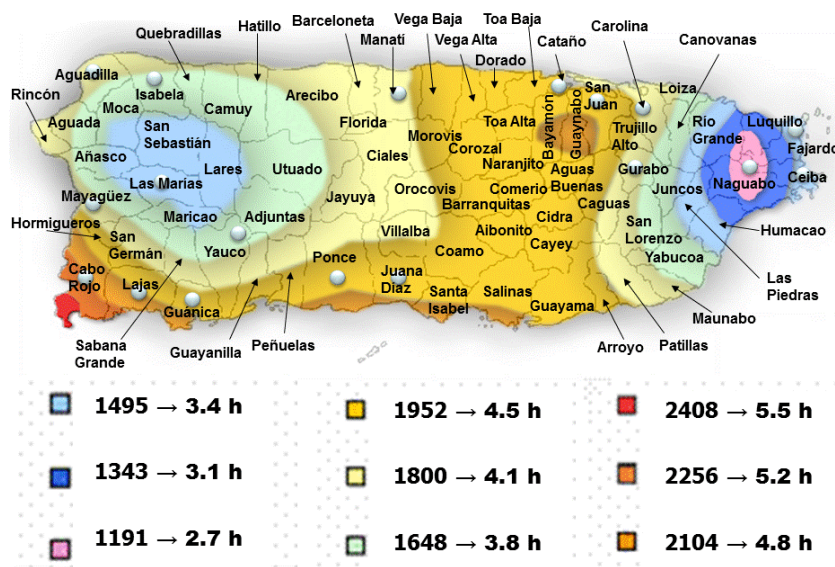 Barceloneta
Vega Baja
Toa Baja
Hatillo
Manatí
Vega Alta
Carolina
Quebradillas
Dorado
Cataño
Canovanas
Aguadilla
Isabela
Rincón
Moca
Camuy
Arecibo
San
Juan
Loiza
Aguada
San
Sebastián
Florida
Morovis
Toa Alta
Bayamón
Guaynabo
Trujillo
Alto
Rio
Grande
Luquillo
Fajardo
Añasco
Lares
Utuado
Ciales
Corozal
Naranjito
Aguas
Buenas
Gurabo
Naguabo
Ceiba
Las Marías
Mayagüez
Jayuya
Orocovis
Comerio
Barranquitas
Caguas
Juncos
Hormigueros
Maricao
Adjuntas
Villalba
Cidra
San
Lorenzo
Humacao
San
Germán
Yauco
Aibonito
Coamo
Cayey
Yabucoa
Cabo
Rojo
Lajas
Ponce
Juana
Diaz
Las
Piedras
Guánica
Santa
Isabel
Salinas
Guayama
Maunabo
Sabana
Grande
Guayanilla
Peñuelas
Arroyo
Patillas
1495 → 3.4 h
1952 → 4.5 h
2408 → 5.5 h
1343 → 3.1 h
1800 → 4.1 h
2256 → 5.2 h
1191 → 2.7 h
1648 → 3.8 h
2104 → 4.8 h